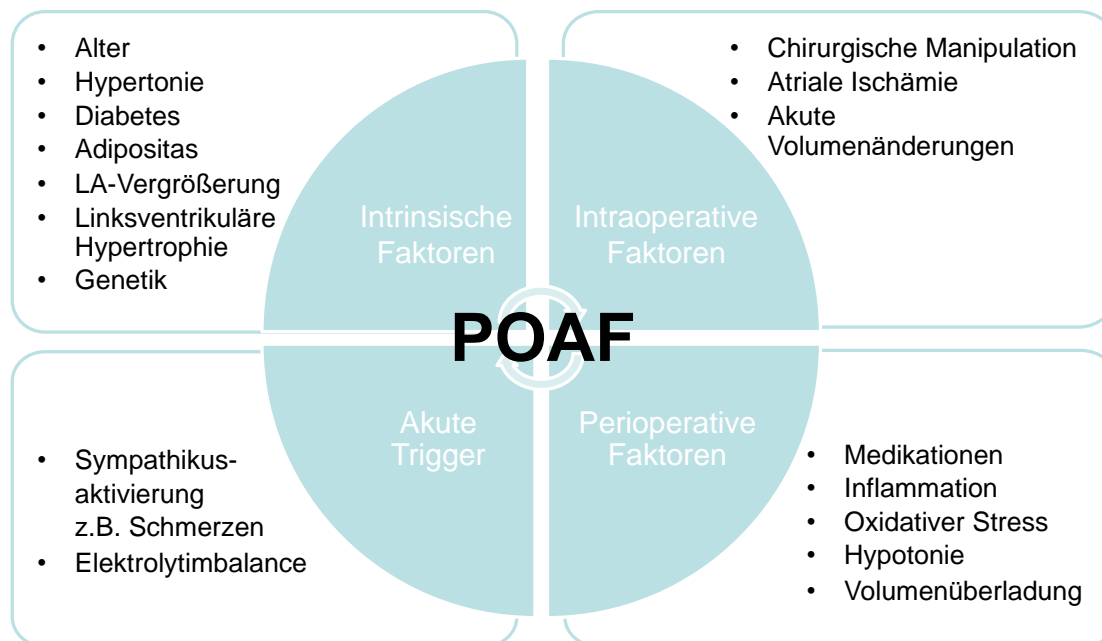 • Alter
• Hypertonie
• Diabetes
• Adipositas
• LA-Vergrößerung
• Linksventrikuläre
Hypertrophie
• Genetik
• Chirurgische Manipulation
• Atriale Ischämie
• Akute
Volumenänderungen
Intrinsische
Faktoren
Intraoperative
Faktoren
POAF
Akute
Trigger
Perioperative
Faktoren
• Sympathikus-
aktivierung
z.B. Schmerzen
• Elektrolytimbalance
• Medikationen
• Inflammation
• Oxidativer Stress
• Hypotonie
• Volumenüberladung